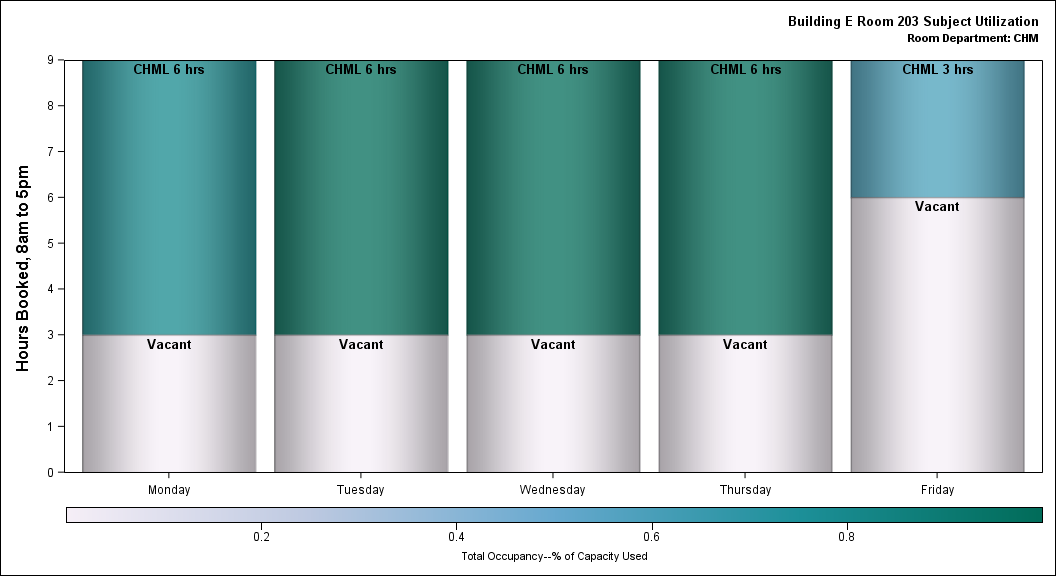 Building E Room 203 Subject Utilization
Room Department: CHM
Hours Booked, 8am to 5pm
9
8
7
6
5
4
3
2
1
0
CHML 6 hrs
CHML 6 hrs
CHML 6 hrs
CHML 6 hrs
CHML 3 hrs
Vacant
Vacant
Vacant
Vacant
Vacant
Monday
Tuesday
Wednesday
Thursday
Friday
0.2
0.4
0.6
0.8
Total Occupancy--% of Capacity Used